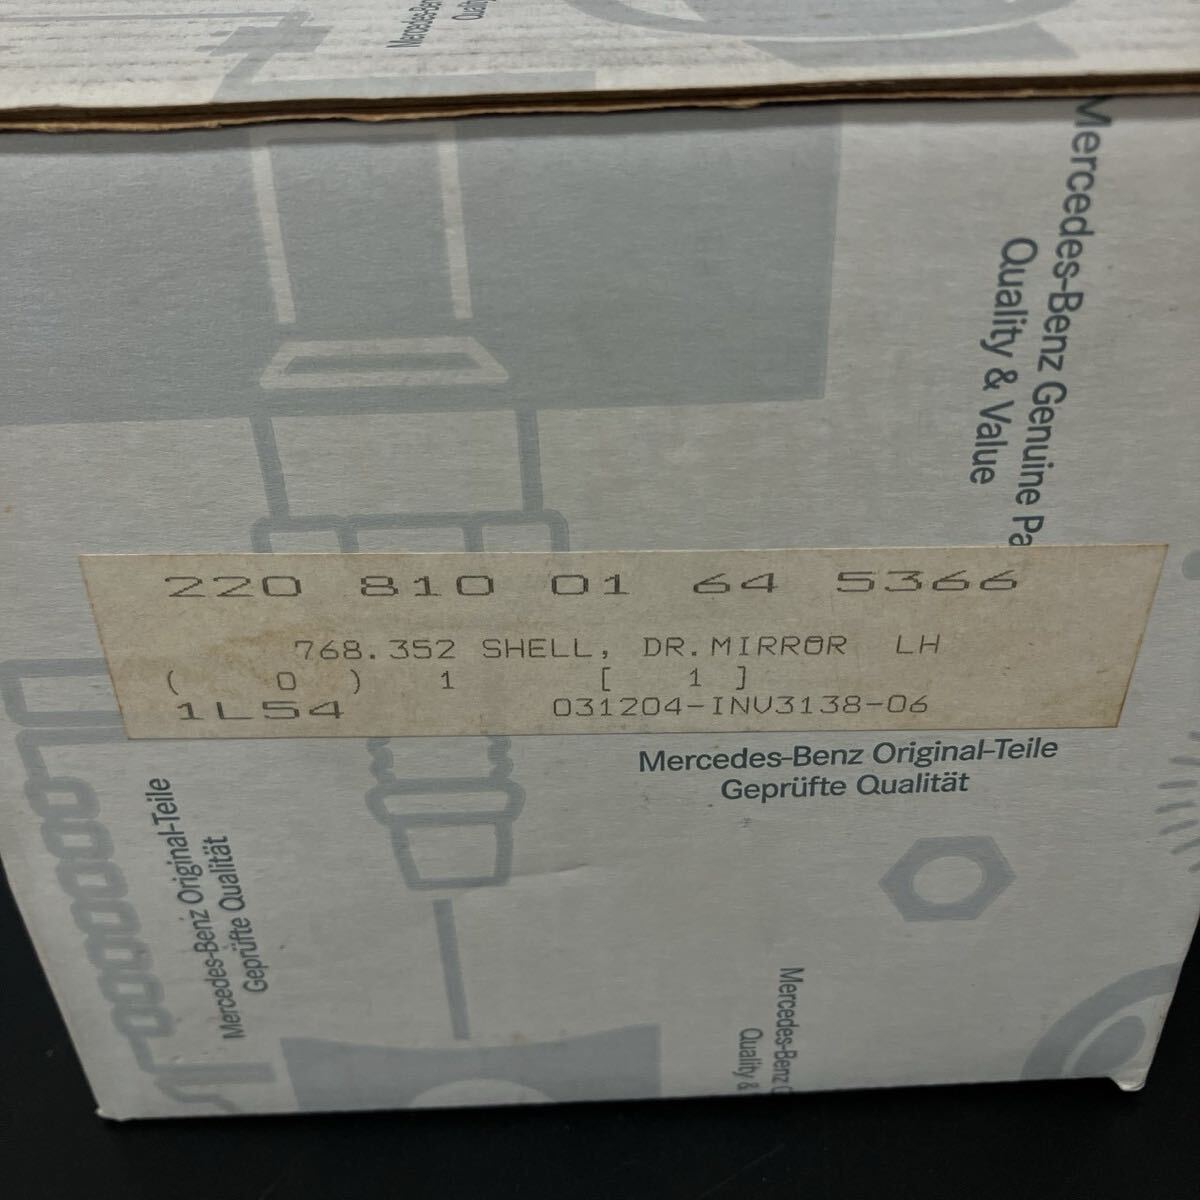 Mercedes-Ben
Mercedes-Benz Genuine Pa
Quality & Value
220 810 01 64 5366
768.352 SHELL, DR.MIRROR LH
( 0 ) 1 [ 1 ]
1L54 031204-INV3138-06
Mercedes-Benz Original-Teile
Geprüfte Qualität
Mercedes-Benz Original-Teile
Geprüfte Qualität
Mercedes-Benz
Quality &